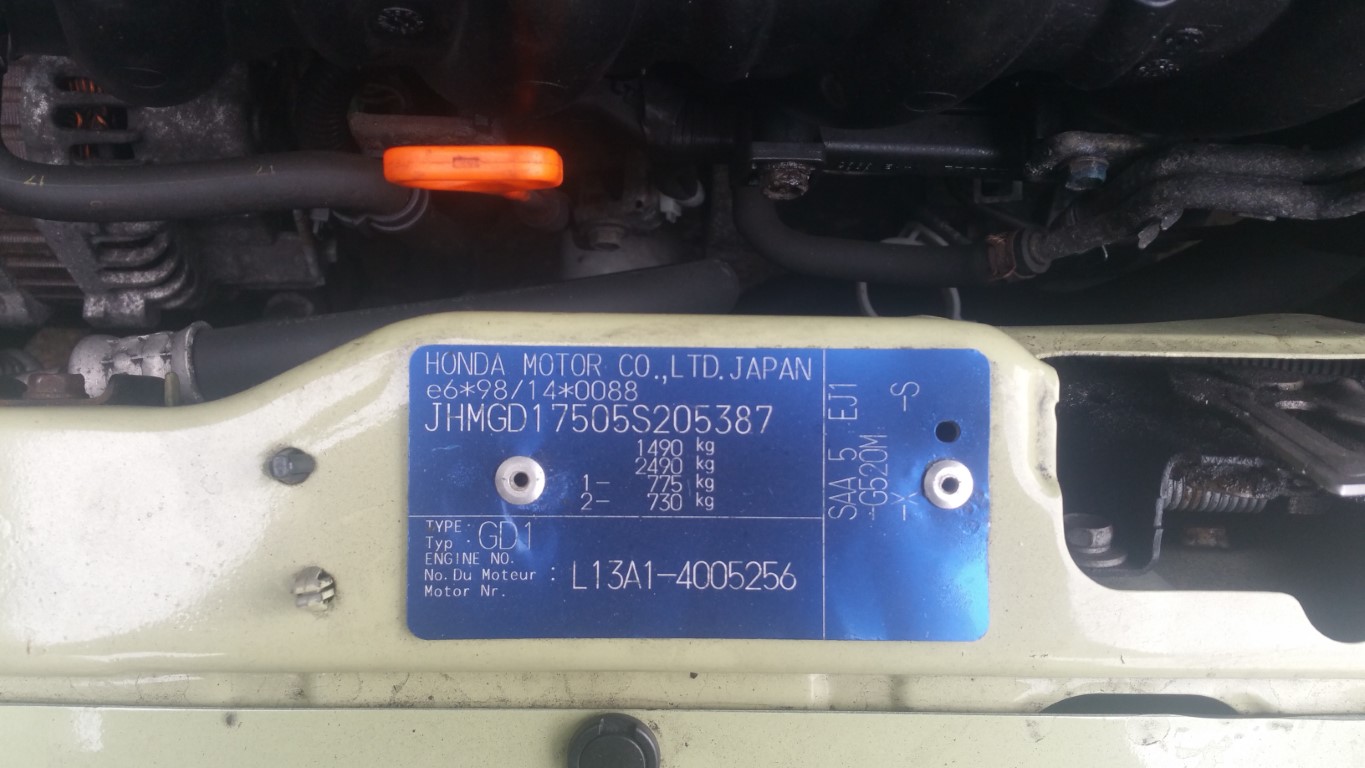 HONDA MOTOR CO.,LTD.JAPAN
e6*98/14*0088
JHMGD17505S205387
1490 kg
2490 kg
1- 775 kg
2- 730 kg
TYPE :
Typ : GD1
ENGINE NO.
No.Du Moteur : L13A1-4005256
Motor Nr.
SAA 5 EJ1
-G520M -S
-X